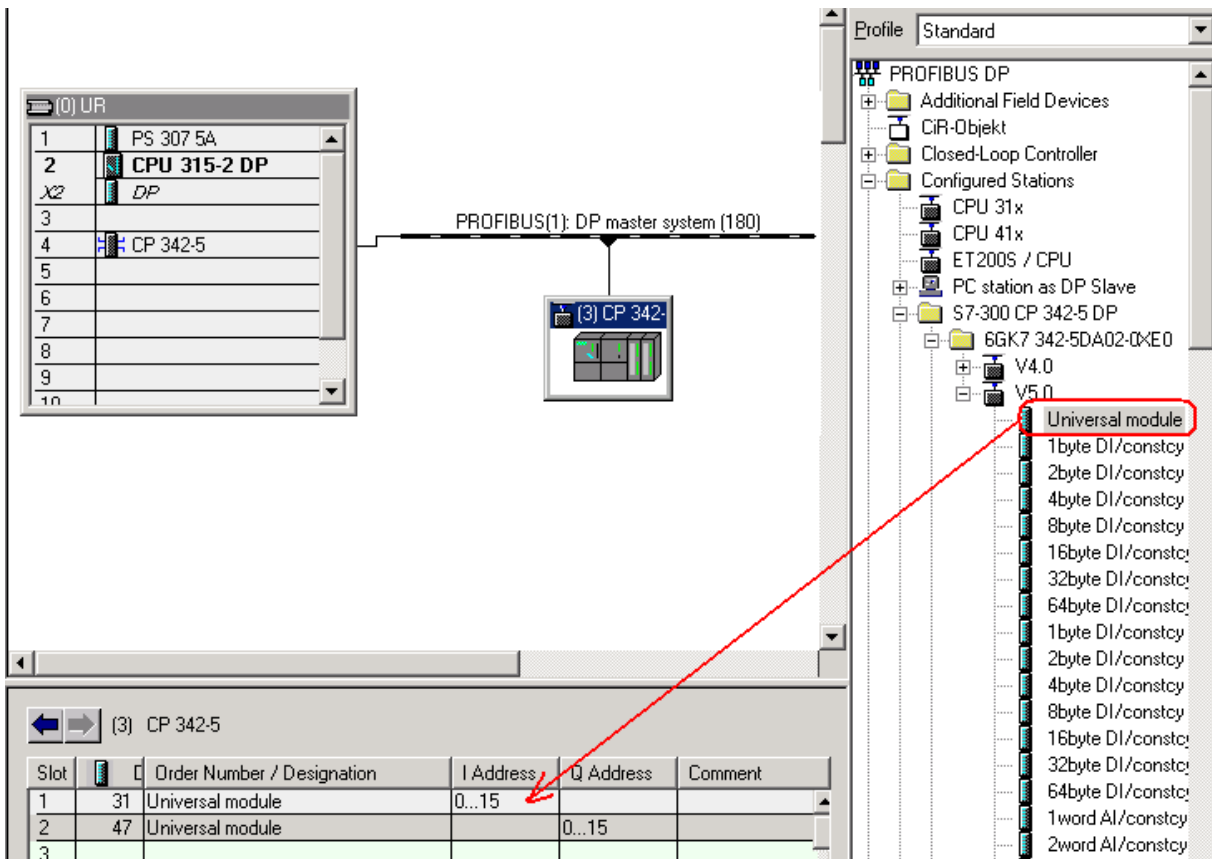 (0) UR
1 PS 307 5A
2 CPU 315-2 DP
X2 DP
3
4 CP 342-5
5
6
7
8
9
10
PROFIBUS(1): DP master system (180)
(3) CP 342-
(3) CP 342-5
Slot D Order Number / Designation I Address Q Address Comment
1 31 Universal module 0...15
2 47 Universal module 0...15
3
Profile Standard
PROFIBUS DP
Additional Field Devices
CiR-Objekt
Closed-Loop Controller
Configured Stations
CPU 31x
CPU 41x
ET200S / CPU
PC station as DP Slave
S7-300 CP 342-5 DP
6GK7 342-5DA02-0XE0
V4.0
V5.0
Universal module
1byte DI/constcy
2byte DI/constcy
4byte DI/constcy
8byte DI/constcy
16byte DI/constcy
32byte DI/constcy
64byte DI/constcy
1byte DI/constcy
2byte DI/constcy
4byte DI/constcy
8byte DI/constcy
16byte DI/constcy
32byte DI/constcy
64byte DI/constcy
1word AI/constcy
2word AI/constcy